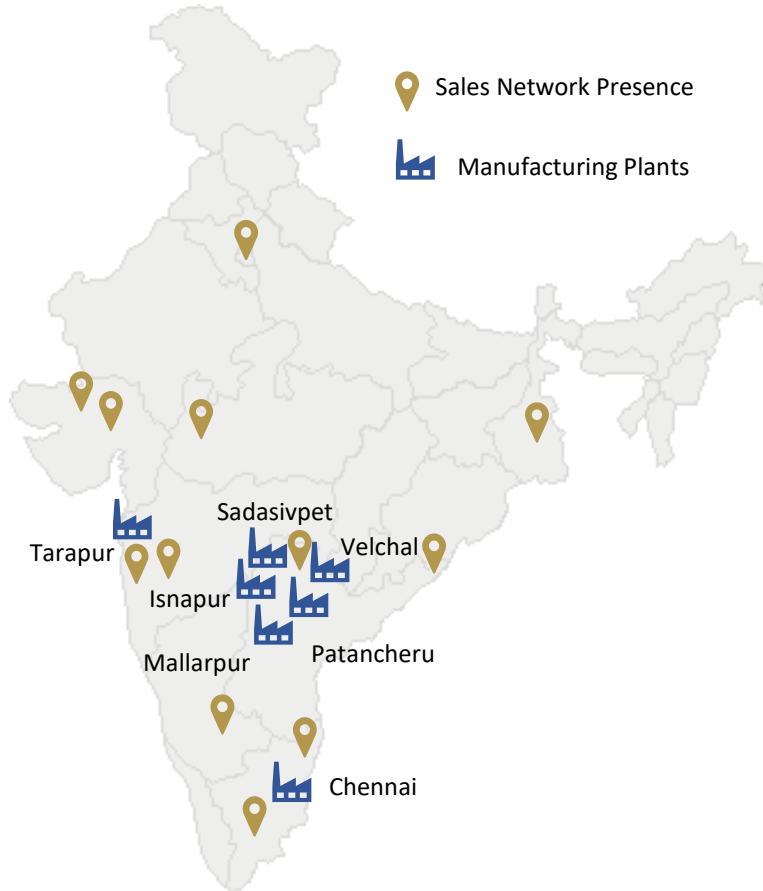 Sales Network Presence
Manufacturing Plants
Sadasivpet
Tarapur
Velchal
Isnapur
Mallarpur
Patancheru
Chennai